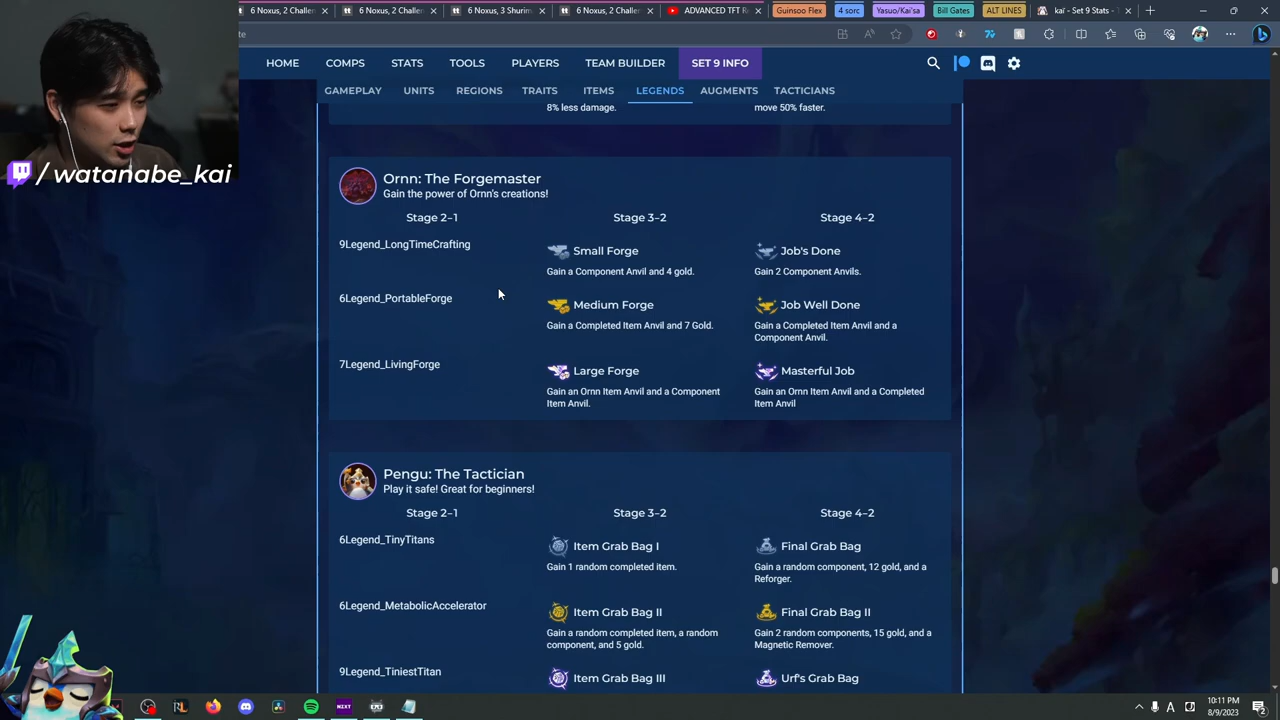 6 Noxus, 2 Challen
6 Noxus, 2 Challen
6 Noxus, 3 Shurim
6 Noxus, 2 Challen
ADVANCED TFT R
Guinsoo Flex
4 sorc
Yasuo/Kai'sa
Bill Gates
ALT LINES
kai - Set 9 Stats -
HOME
COMPS
STATS
TOOLS
PLAYERS
TEAM BUILDER
SET 9 INFO
GAMEPLAY
UNITS
REGIONS
TRAITS
ITEMS
LEGENDS
AUGMENTS
TACTICIANS
8% less damage.
move 50% faster.
/ watanabe_kai
Ornn: The Forgemaster
Gain the power of Ornn's creations!
Stage 2-1
Stage 3-2
Stage 4-2
9Legend_LongTimeCrafting
Small Forge
Gain a Component Anvil and 4 gold.
Job's Done
Gain 2 Component Anvils.
6Legend_PortableForge
Medium Forge
Gain a Completed Item Anvil and 7 Gold.
Job Well Done
Gain a Completed Item Anvil and a
Component Anvil.
7Legend_LivingForge
Large Forge
Gain an Ornn Item Anvil and a Component
Item Anvil.
Masterful Job
Gain an Ornn Item Anvil and a Completed
Item Anvil
Pengu: The Tactician
Play it safe! Great for beginners!
Stage 2-1
Stage 3-2
Stage 4-2
6Legend_TinyTitans
Item Grab Bag I
Gain 1 random completed item.
Final Grab Bag
Gain a random component, 12 gold, and a
Reforger.
6Legend_MetabolicAccelerator
Item Grab Bag II
Gain a random completed item, a random
component, and 5 gold.
Final Grab Bag II
Gain 2 random components, 15 gold, and a
Magnetic Remover.
9Legend_TiniestTitan
Item Grab Bag III
Urf's Grab Bag
NZXT
A
10:11 PM
8/9/2023
2